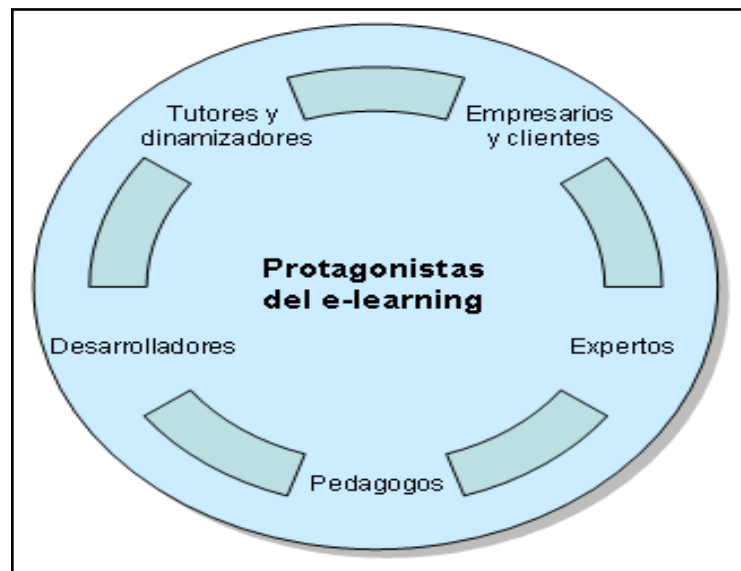 Tutores y
dinamizadores
Empresarios
y clientes
Protagonistas
del e-learning
Desarrolladores
Expertos
Pedagogos